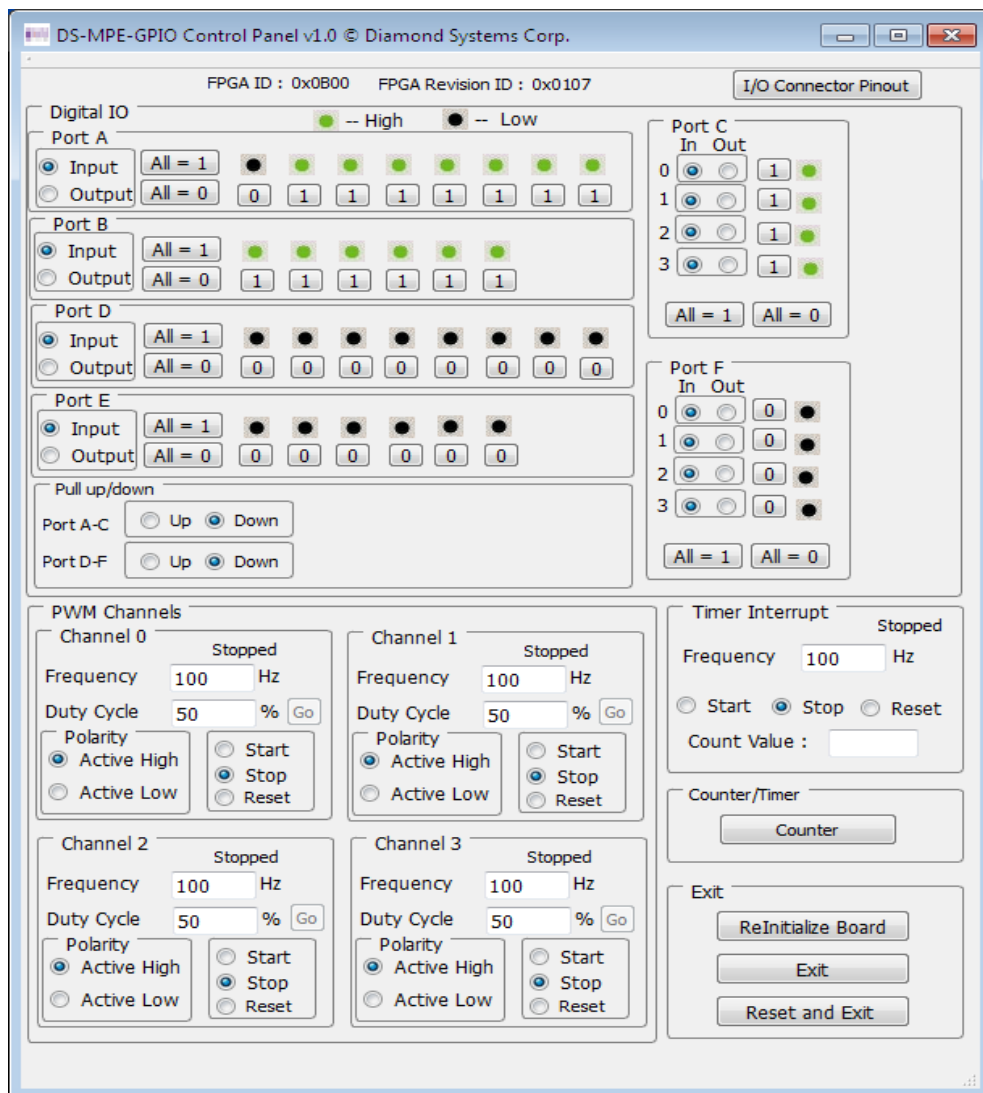 DS-MPE-GPIO Control Panel v1.0 © Diamond Systems Corp.
FPGA ID : 0x0B00 FPGA Revision ID : 0x0107
I/O Connector Pinout
Digital IO
-- High -- Low
Port A
Input All = 1
Output All = 0 0 1 1 1 1 1 1 1
Port B
Input All = 1
Output All = 0 1 1 1 1 1 1
Port D
Input All = 1
Output All = 0 0 0 0 0 0 0 0 0
Port E
Input All = 1
Output All = 0 0 0 0 0 0 0
Pull up/down
Port A-C Up Down
Port D-F Up Down
Port C
In Out
0 1
1 1
2 1
3 1
All = 1 All = 0
Port F
In Out
0 0
1 0
2 0
3 0
All = 1 All = 0
PWM Channels
Channel 0
Stopped
Frequency 100 Hz
Duty Cycle 50 % Go
Polarity
Active High
Active Low
Start
Stop
Reset
Channel 1
Stopped
Frequency 100 Hz
Duty Cycle 50 % Go
Polarity
Active High
Active Low
Start
Stop
Reset
Channel 2
Stopped
Frequency 100 Hz
Duty Cycle 50 % Go
Polarity
Active High
Active Low
Start
Stop
Reset
Channel 3
Stopped
Frequency 100 Hz
Duty Cycle 50 % Go
Polarity
Active High
Active Low
Start
Stop
Reset
Timer Interrupt
Stopped
Frequency 100 Hz
Start Stop Reset
Count Value :
Counter/Timer
Counter
Exit
ReInitialize Board
Exit
Reset and Exit